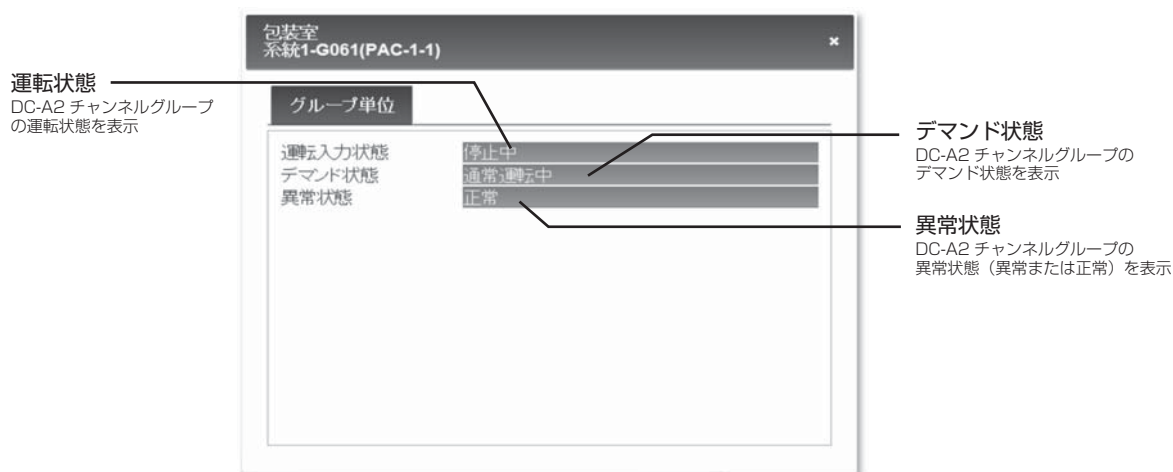 包装室
系統1-G061(PAC-1-1)
×
運転状態
DC-A2 チャンネルグループ
の運転状態を表示
グループ単位
運転入力状態 停止中
デマンド状態 通常運転中
異常状態 正常
デマンド状態
DC-A2 チャンネルグループの
デマンド状態を表示
異常状態
DC-A2 チャンネルグループの
異常状態（異常または正常）を表示